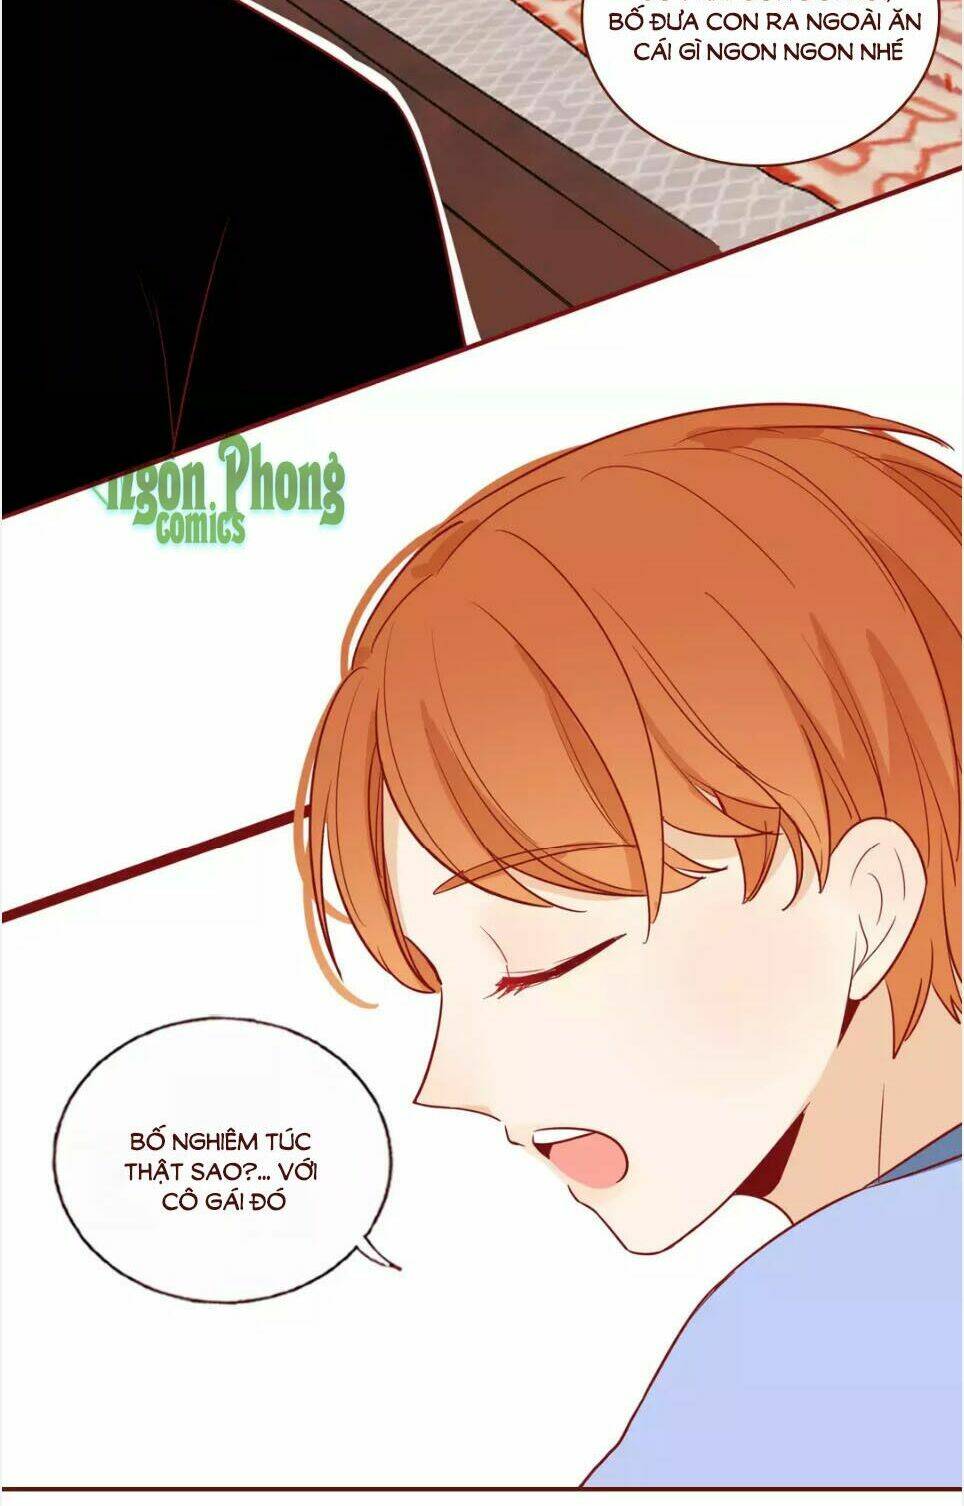 BỐ ĐƯA CON RA NGOÀI ĂN
CÁI GÌ NGON NGON NHÉ
Ngôn Phong
comics
BỐ NGHIÊM TÚC
THẬT SAO?... VỚI
CÔ GÁI ĐÓ